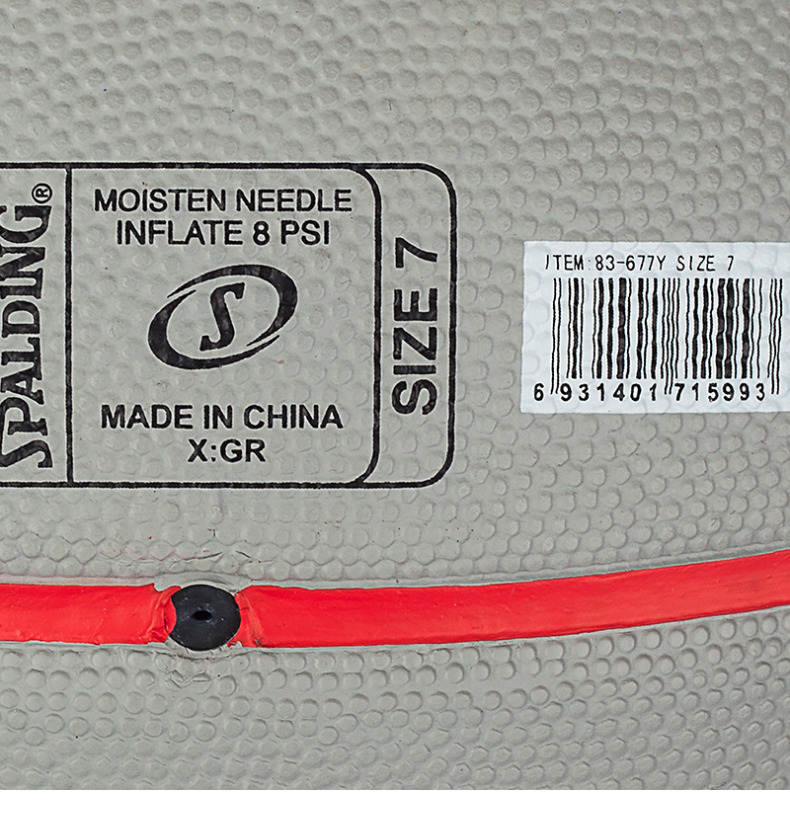 SPALDING®
MOISTEN NEEDLE
INFLATE 8 PSI
S
MADE IN CHINA
X:GR
SIZE 7
ITEM:83-677Y SIZE 7
6 931401 715993